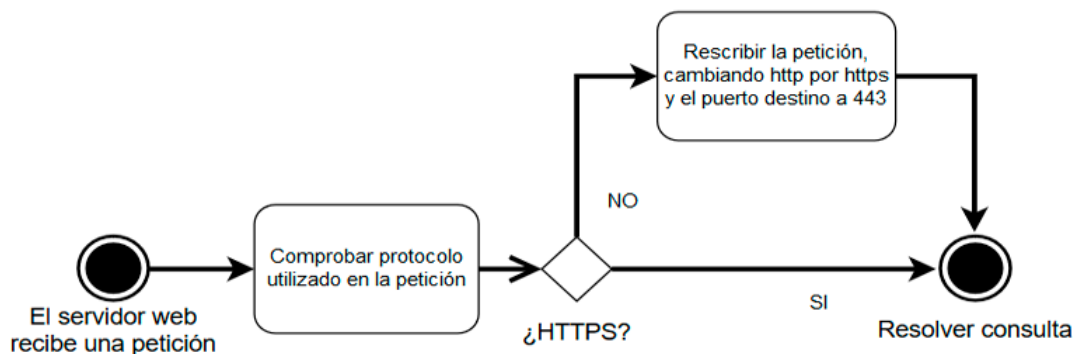 Rescribir la petición,
cambiando http por https
y el puerto destino a 443
NO
Comprobar protocolo
utilizado en la petición
El servidor web
recibe una petición
¿HTTPS?
SI
Resolver consulta